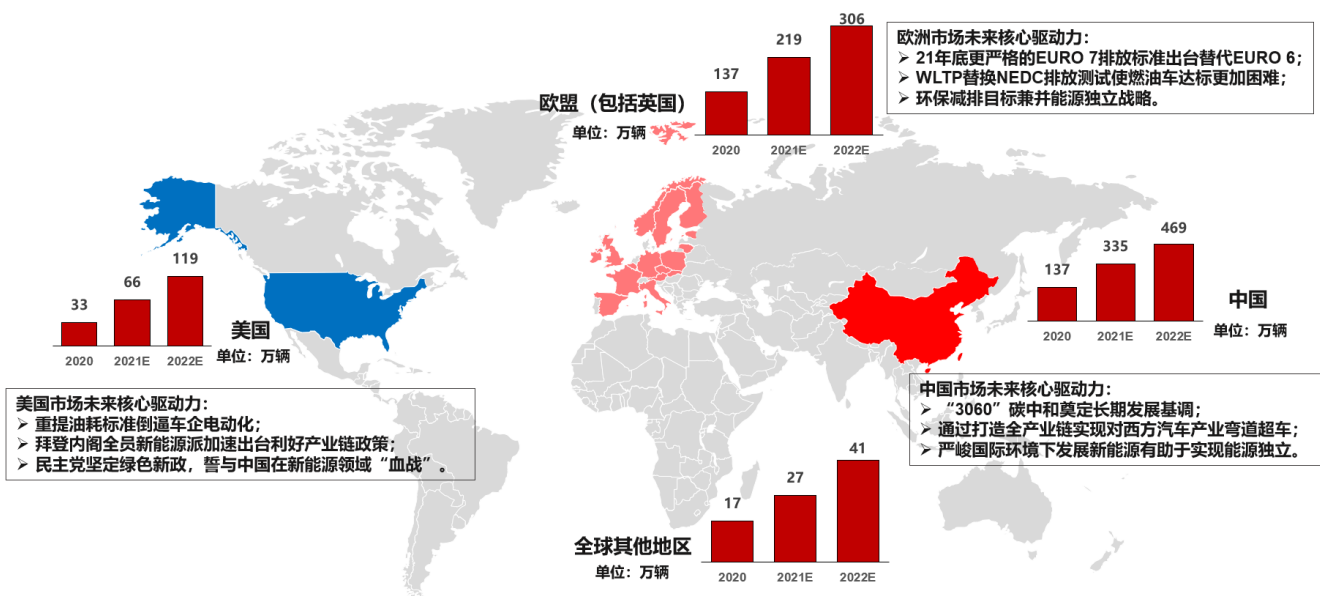 306
219
137
2020
2021E
2022E
欧盟（包括英国）
单位：万辆
欧洲市场未来核心驱动力：
➢ 21年底更严格的EURO 7排放标准出台替代EURO 6；
➢ WLTP替换NEDC排放测试使燃油车达标更加困难；
➢ 环保减排目标兼并能源独立战略。
119
66
33
2020
2021E
2022E
美国
单位：万辆
469
335
137
2020
2021E
2022E
中国
单位：万辆
美国市场未来核心驱动力：
➢ 重提油耗标准倒逼车企电动化；
➢ 拜登内阁全员新能源派加速出台利好产业链政策；
➢ 民主党坚定绿色新政，誓与中国在新能源领域“血战”。
中国市场未来核心驱动力：
➢ “3060”碳中和奠定长期发展基调；
➢ 通过打造全产业链实现对西方汽车产业弯道超车；
➢ 严峻国际环境下发展新能源有助于实现能源独立。
41
27
17
2020
2021E
2022E
全球其他地区
单位：万辆